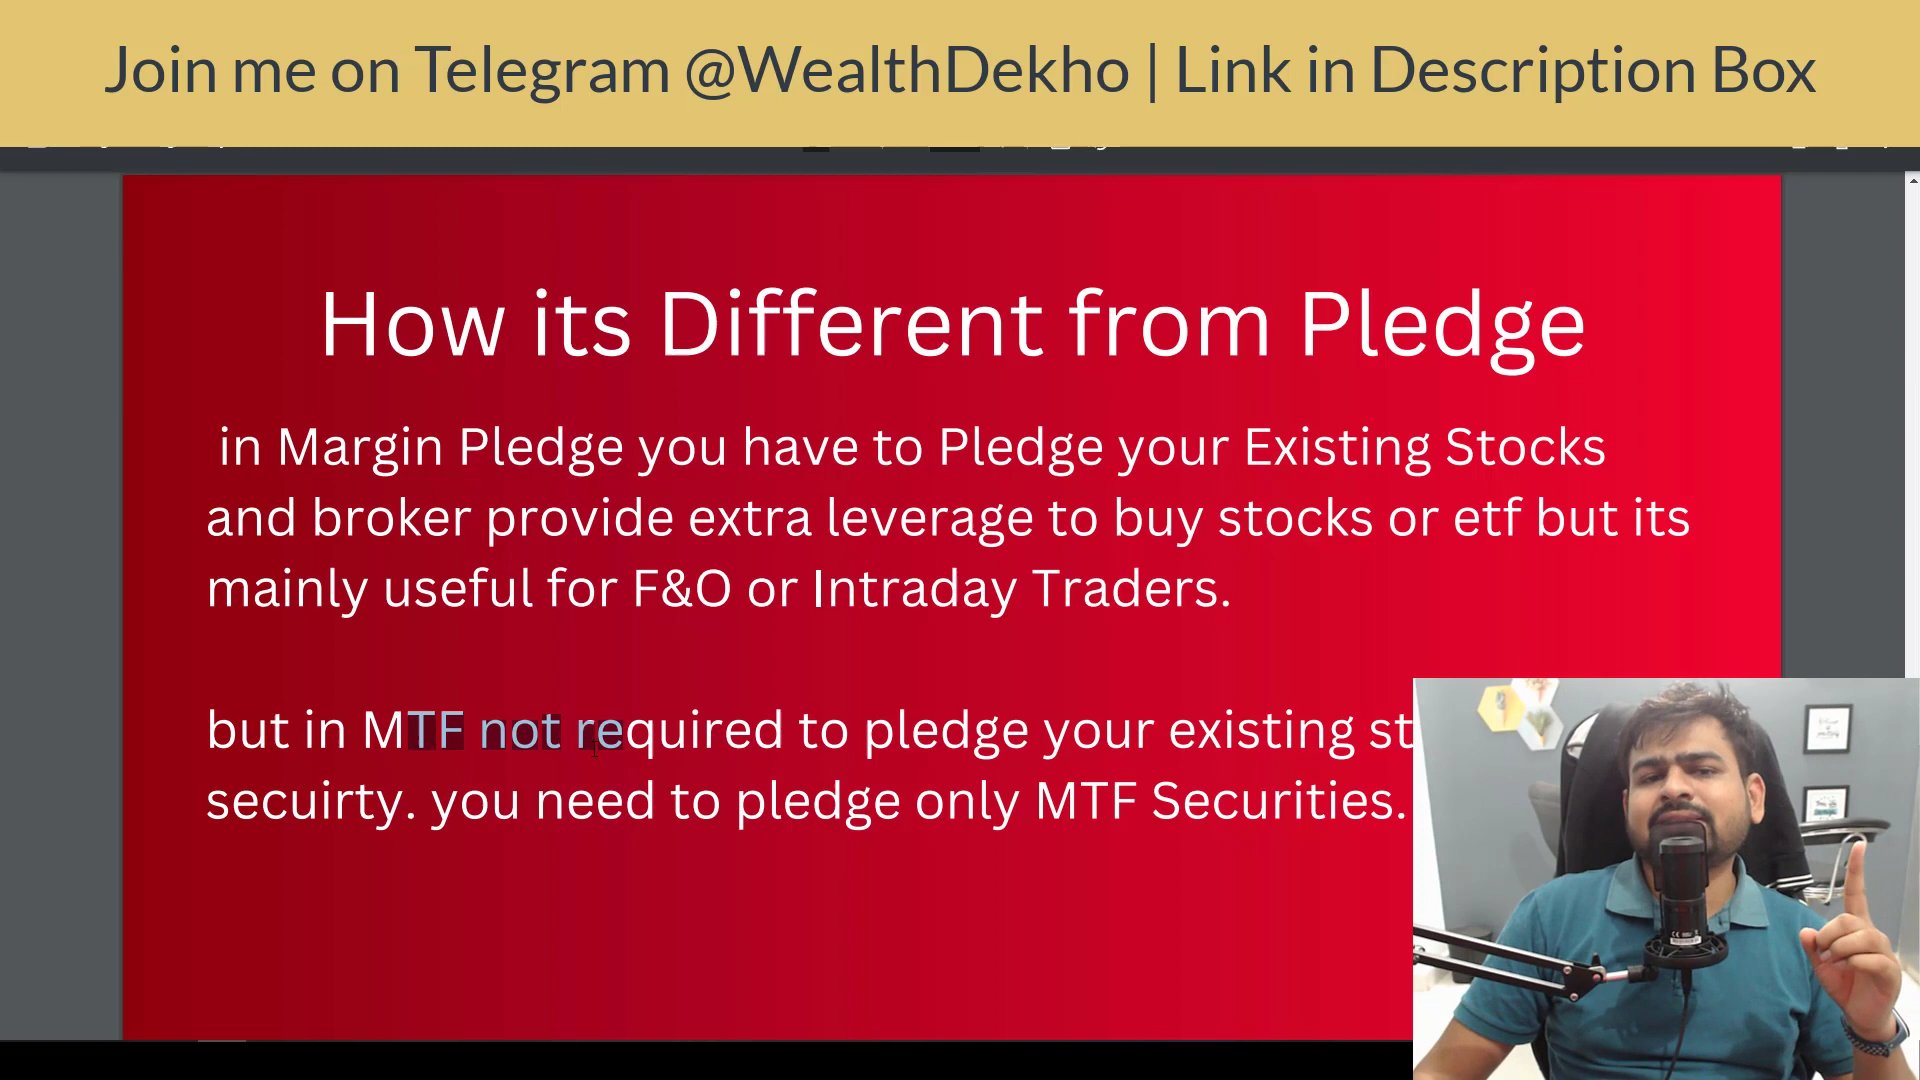 Join me on Telegram @WealthDekho | Link in Description Box
How its Different from Pledge
in Margin Pledge you have to Pledge your Existing Stocks
and broker provide extra leverage to buy stocks or etf but its
mainly useful for F&O or Intraday Traders.
but in MTF not required to pledge your existing st
secuirty. you need to pledge only MTF Securities.